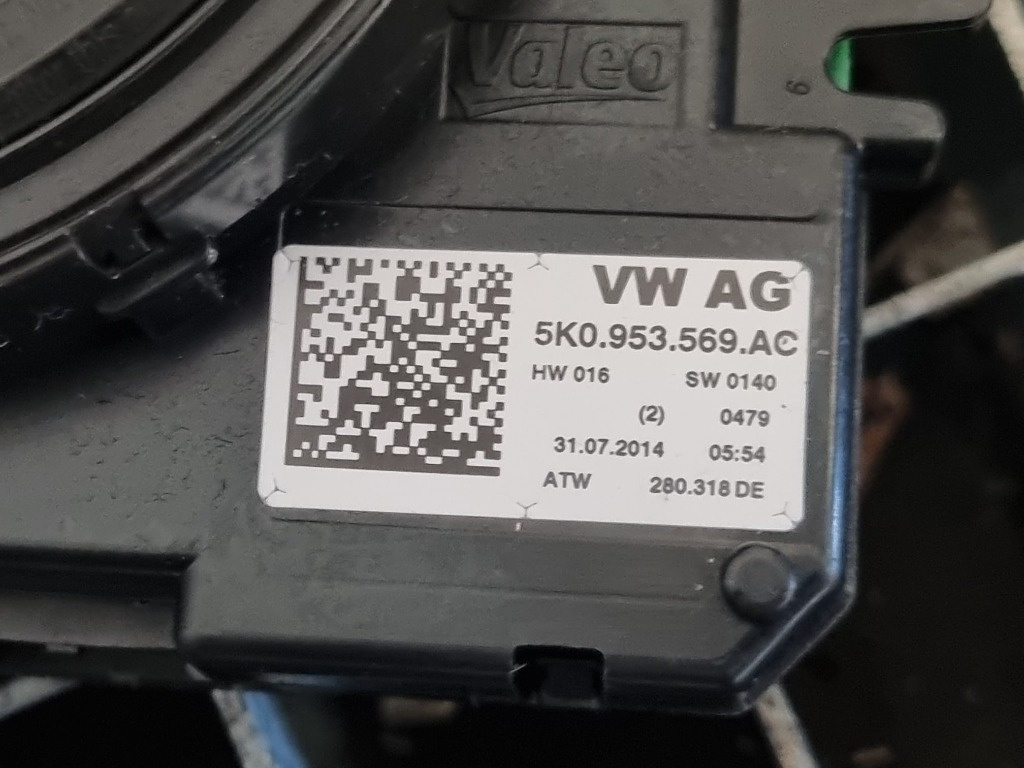 Valeo
6
VW AG
5K0.953.569.AC
HW 016 SW 0140
(2) 0479
31.07.2014 05:54
ATW 280.318 DE